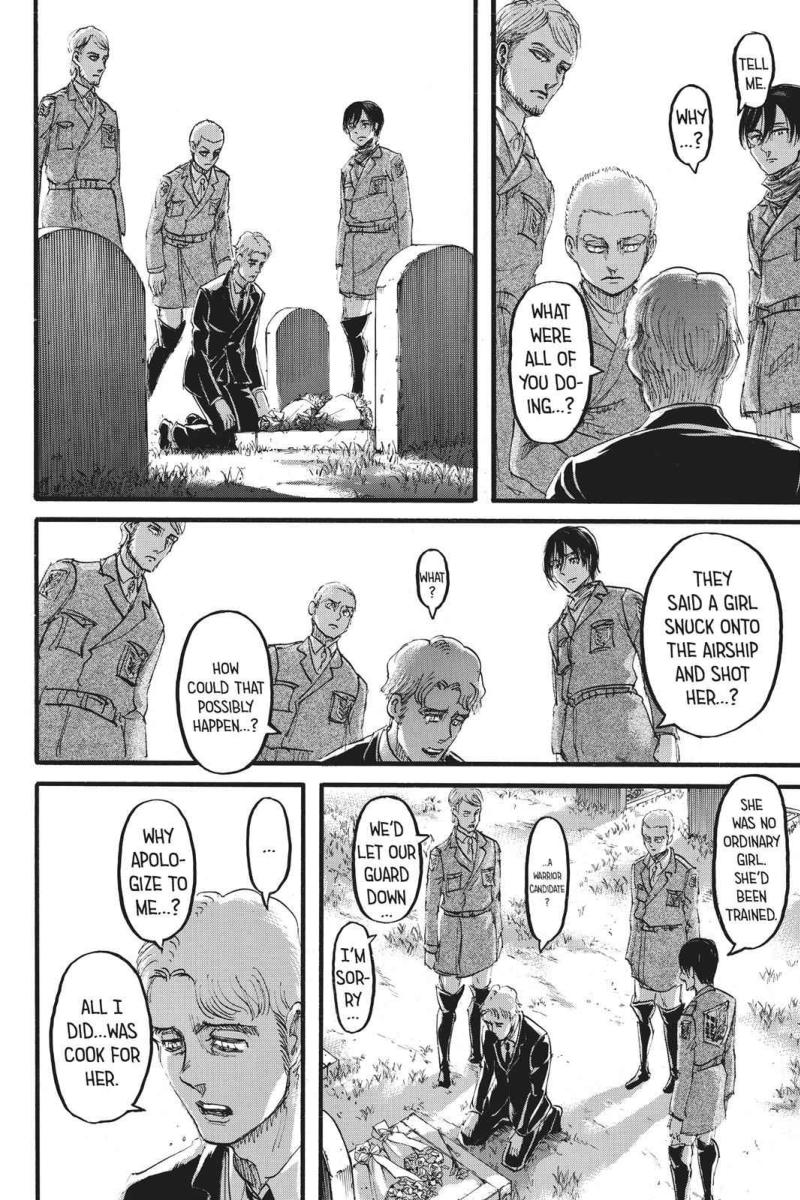 TELL
ME.
WHY
...?
WHAT
WERE
ALL OF
YOU DO-
ING...?
THEY
SAID A GIRL
SNUCK ONTO
THE AIRSHIP
AND SHOT
HER...?
WHAT
?
HOW
COULD THAT
POSSIBLY
HAPPEN...?
SHE
WAS NO
ORDINARY
GIRL.
SHE'D
BEEN
TRAINED.
...A
WARRIOR
CANDIDATE
?
WE'D
LET OUR
GUARD
DOWN
...
I'M
SOR-
RY
...
...
WHY
APOLO-
GIZE TO
ME...?
ALL I
DID...WAS
COOK FOR
HER.